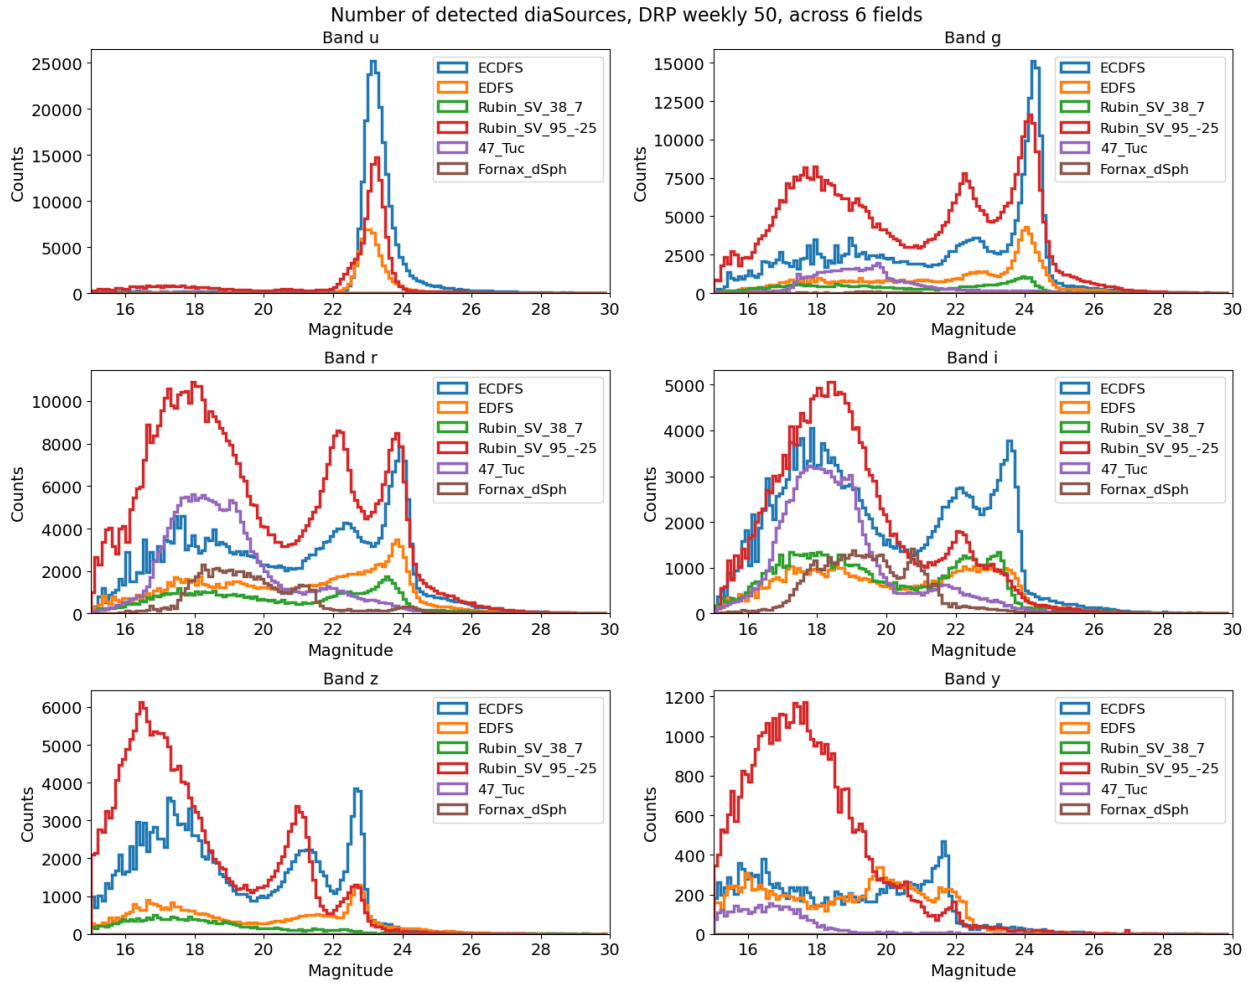 Number of detected diaSources, DRP weekly 50, across 6 fields
Band u
25000
20000
15000
10000
5000
0
Counts
16 18 20 22 24 26 28 30
Magnitude
ECDFS
EDFS
Rubin_SV_38_7
Rubin_SV_95_-25
47_Tuc
Fornax_dSph
Band g
15000
12500
10000
7500
5000
2500
0
Counts
16 18 20 22 24 26 28 30
Magnitude
ECDFS
EDFS
Rubin_SV_38_7
Rubin_SV_95_-25
47_Tuc
Fornax_dSph
Band r
10000
8000
6000
4000
2000
0
Counts
16 18 20 22 24 26 28 30
Magnitude
ECDFS
EDFS
Rubin_SV_38_7
Rubin_SV_95_-25
47_Tuc
Fornax_dSph
Band i
5000
4000
3000
2000
1000
0
Counts
16 18 20 22 24 26 28 30
Magnitude
ECDFS
EDFS
Rubin_SV_38_7
Rubin_SV_95_-25
47_Tuc
Fornax_dSph
Band z
6000
5000
4000
3000
2000
1000
0
Counts
16 18 20 22 24 26 28 30
Magnitude
ECDFS
EDFS
Rubin_SV_38_7
Rubin_SV_95_-25
47_Tuc
Fornax_dSph
Band y
1200
1000
800
600
400
200
0
Counts
16 18 20 22 24 26 28 30
Magnitude
ECDFS
EDFS
Rubin_SV_38_7
Rubin_SV_95_-25
47_Tuc
Fornax_dSph